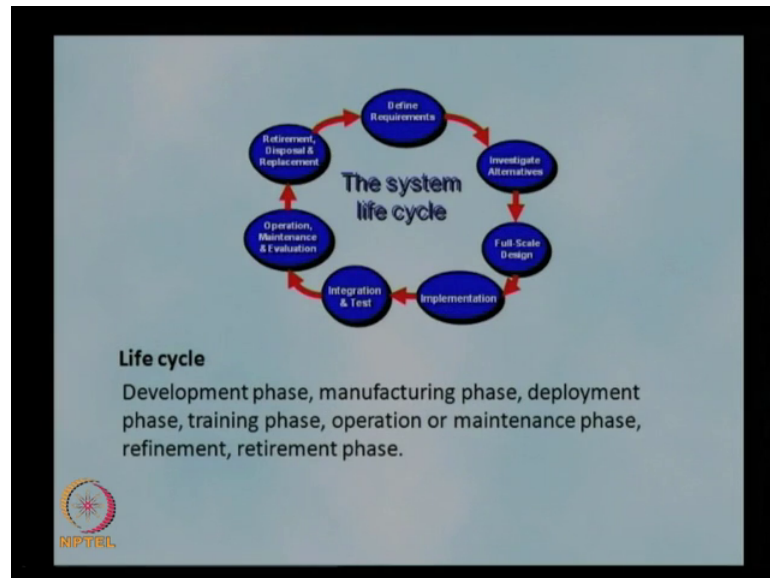 Define
Requirements
Investigate
Alternatives
Full-Scale
Design
Implementation
Integration
& Test
Operation,
Maintenance
& Evaluation
Retirement,
Disposal &
Replacement
The system
life cycle
Life cycle
Development phase, manufacturing phase, deployment
phase, training phase, operation or maintenance phase,
refinement, retirement phase.
NPTEL